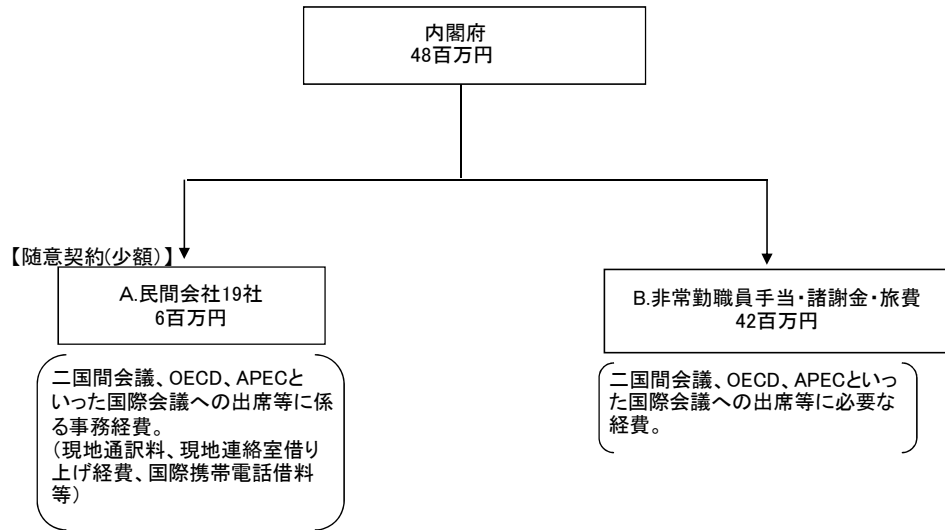 内閣府
48百万円
【随意契約(少額)】
A.民間会社19社
6百万円
B.非常勤職員手当・諸謝金・旅費
42百万円
二国間会議、OECD、APECと
いった国際会議への出席等に係
る事務経費。
（現地通訳料、現地連絡室借り
上げ経費、国際携帯電話借料
等）
二国間会議、OECD、APECといっ
た国際会議への出席等に必要な
経費。